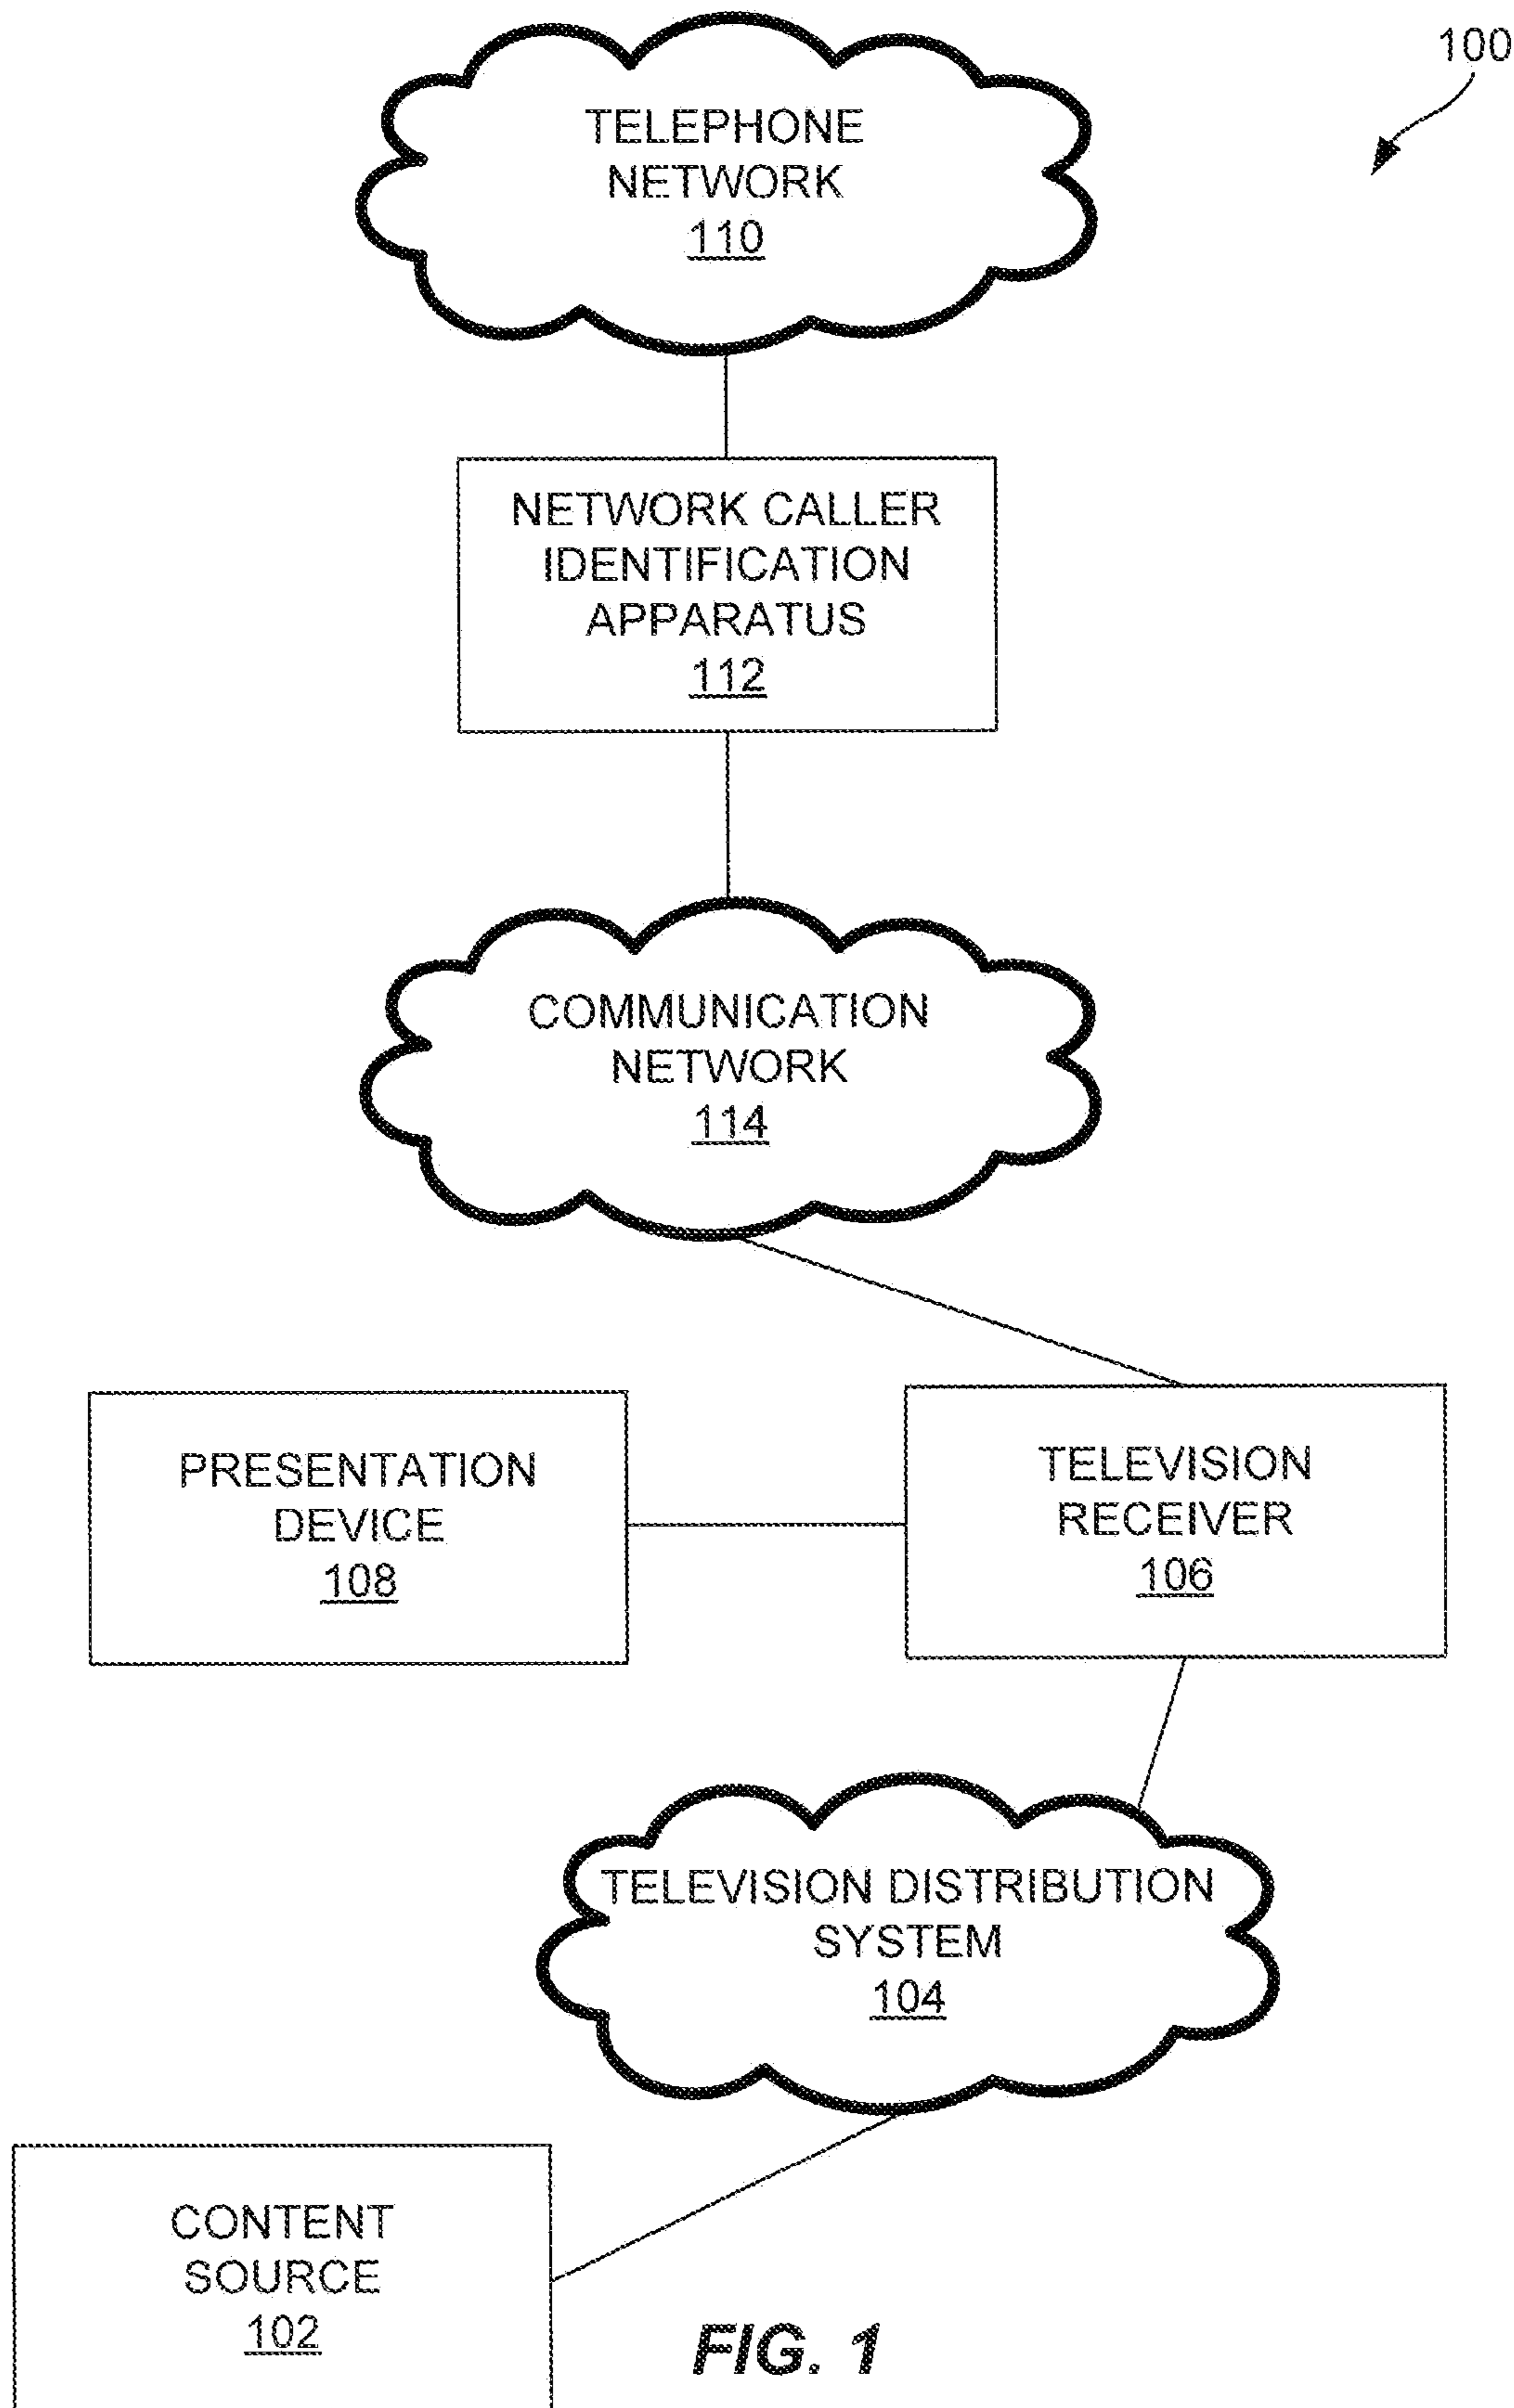 100
TELEPHONE
NETWORK
110
NETWORK CALLER
IDENTIFICATION
APPARATUS
112
COMMUNICATION
NETWORK
114
PRESENTATION
DEVICE
108
TELEVISION
RECEIVER
106
TELEVISION DISTRIBUTION
SYSTEM
104
CONTENT
SOURCE
102
FIG. 1